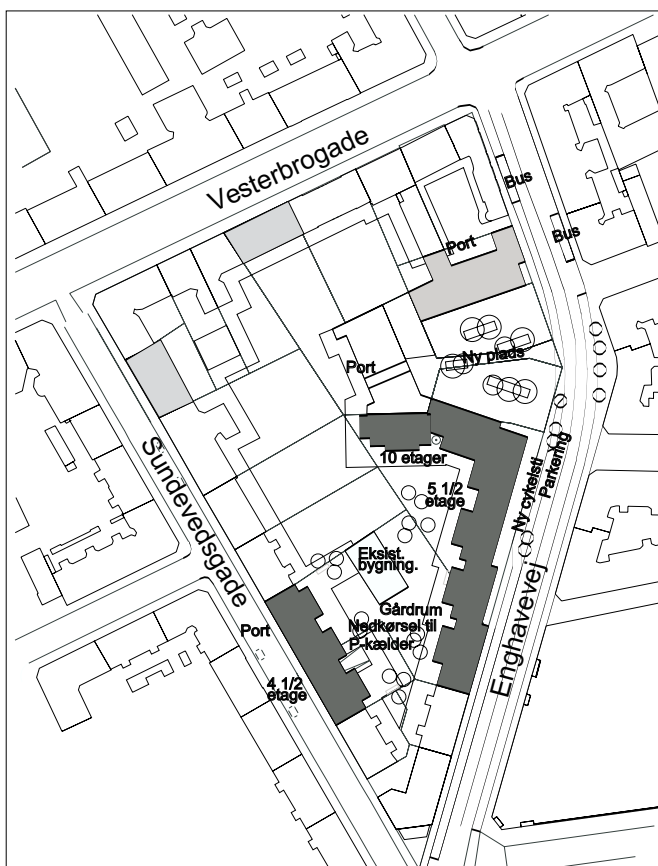 Vesterbrogade
Bus
Port
Bus
Ny plads
Port
10 etager
5 1/2
etage
Ny cykelsti
Parkering
Sundevedsgade
Eksist.
bygning.
Gårdrum
Nedkørsel til
P-kælder
Port
4 1/2
etage
Enghavevej